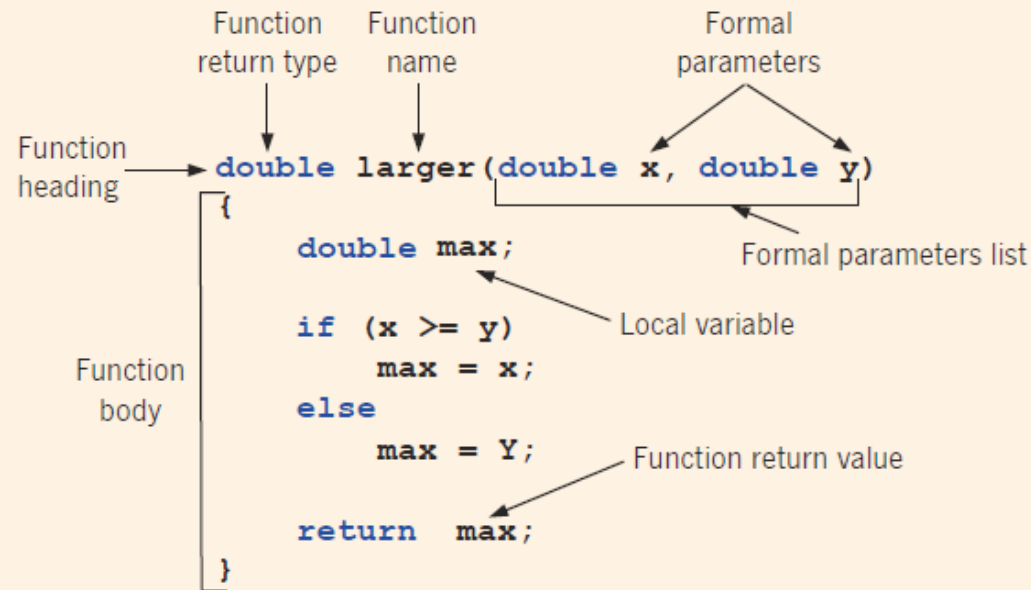 Function return type
Function name
Formal parameters
Function heading
double larger(double x, double y)
{
Formal parameters list
double max;
Local variable
if (x >= y)
max = x;
Function body
else
max = Y;
Function return value
return max;
}